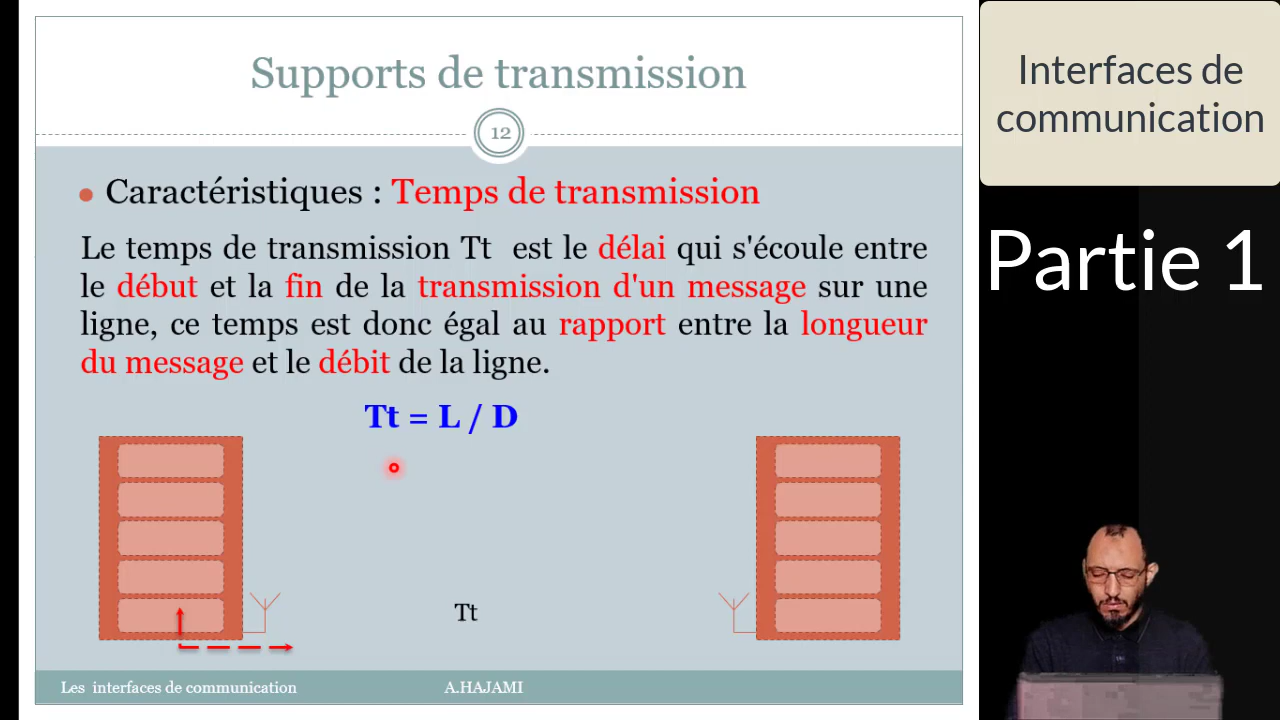 Supports de transmission
12
Caractéristiques : Temps de transmission
Le temps de transmission Tt est le délai qui s'écoule entre
le début et la fin de la transmission d'un message sur une
ligne, ce temps est donc égal au rapport entre la longueur
du message et le débit de la ligne.
Tt = L / D
Tt
Les interfaces de communication
A.HAJAMI
Interfaces de
communication
Partie 1